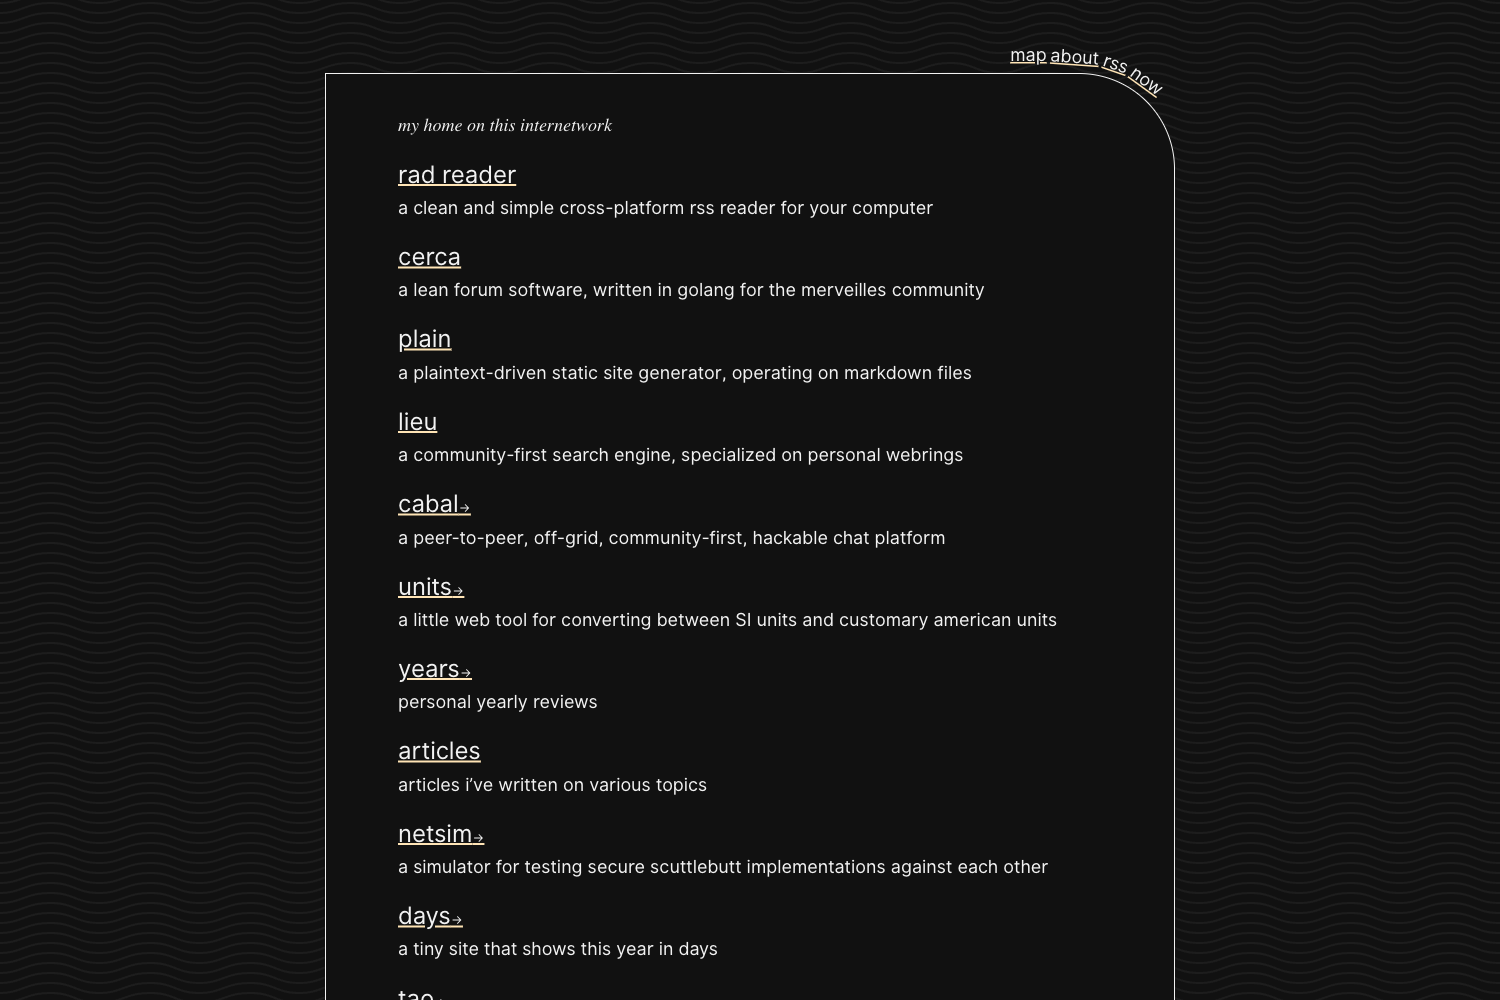 map about rss now
my home on this internetwork
rad reader
a clean and simple cross-platform rss reader for your computer
cerca
a lean forum software, written in golang for the merveilles community
plain
a plaintext-driven static site generator, operating on markdown files
lieu
a community-first search engine, specialized on personal webrings
cabal→
a peer-to-peer, off-grid, community-first, hackable chat platform
units→
a little web tool for converting between SI units and customary american units
years→
personal yearly reviews
articles
articles i’ve written on various topics
netsim→
a simulator for testing secure scuttlebutt implementations against each other
days→
a tiny site that shows this year in days